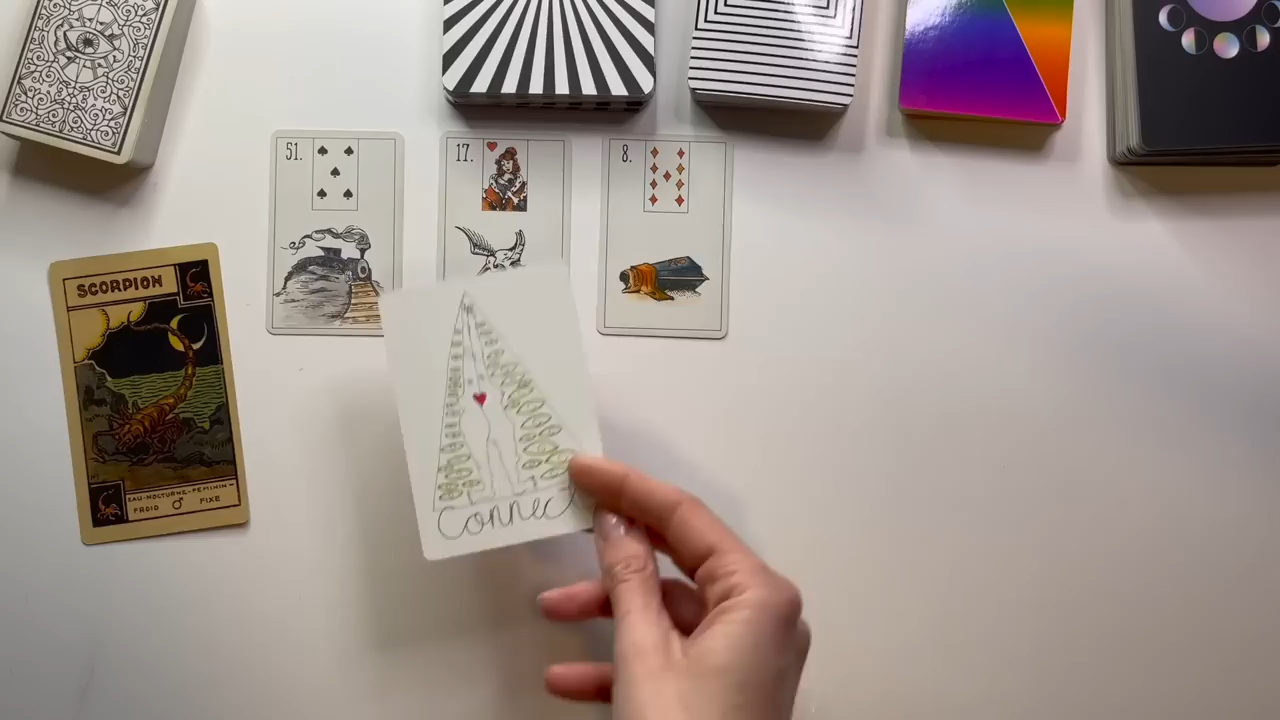 51.
17.
8.
SCORPION
EAU-NOCTURNE-FEMININ-
FROID ♂ FIXE
Connect